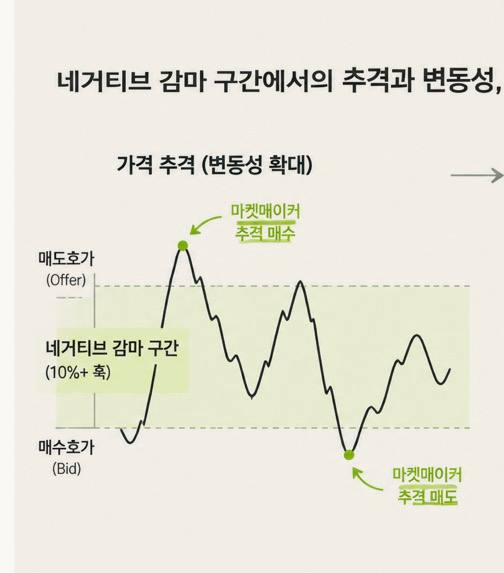 네거티브 감마 구간에서의 추격과 변동성,
가격 추격 (변동성 확대)
마켓메이커
추격 매수
매도호가
(Offer)
네거티브 감마 구간
(10%+ 훅)
매수호가
(Bid)
마켓메이커
추격 매도